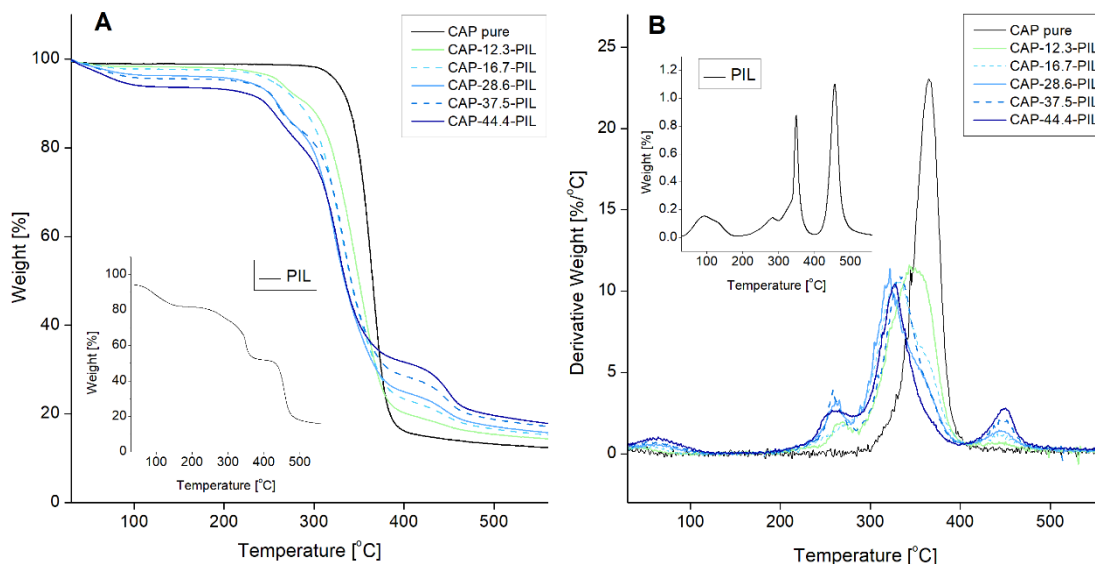 A
CAP pure
CAP-12.3-PIL
CAP-16.7-PIL
CAP-28.6-PIL
CAP-37.5-PIL
CAP-44.4-PIL
Weight [%]
100
80
60
40
20
0
100
200
300
400
500
Temperature [°C]
PIL
Weight [%]
100
80
60
40
20
0
100
200
300
400
500
Temperature [°C]
B
CAP pure
CAP-12.3-PIL
CAP-16.7-PIL
CAP-28.6-PIL
CAP-37.5-PIL
CAP-44.4-PIL
Derivative Weight [%/°C]
25
20
15
10
5
0
100
200
300
400
500
Temperature [°C]
PIL
Weight [%]
1.2
1.0
0.8
0.6
0.4
0.2
0.0
100
200
300
400
500
Temperature [°C]